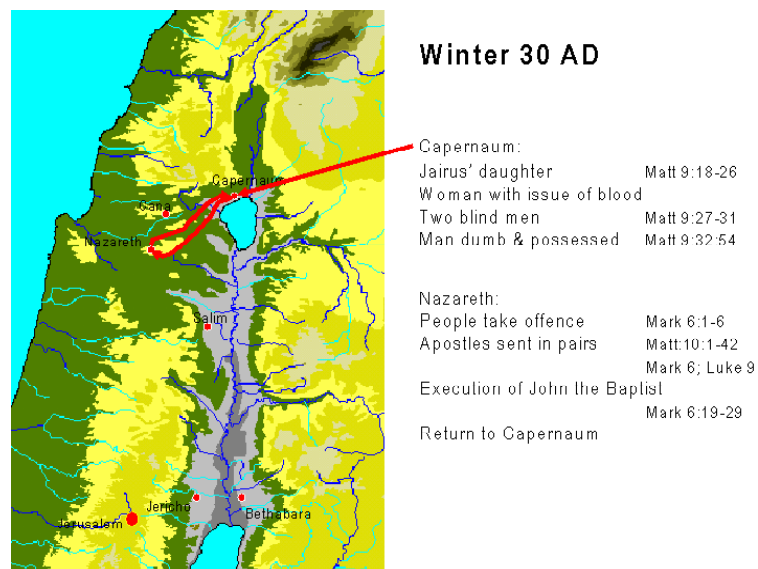 Winter 30 AD
Capernaum:
Jairus' daughter Matt 9:18-26
Woman with issue of blood
Two blind men Matt 9:27-31
Man dumb & possessed Matt 9:32:54
Nazareth:
People take offence Mark 6:1-6
Apostles sent in pairs Matt:10:1-42
Mark 6; Luke 9
Execution of John the Baptist
Mark 6:19-29
Return to Capernaum
Capernaum
Cana
Nazareth
Salim
Jericho
Bethabara
Jerusalem